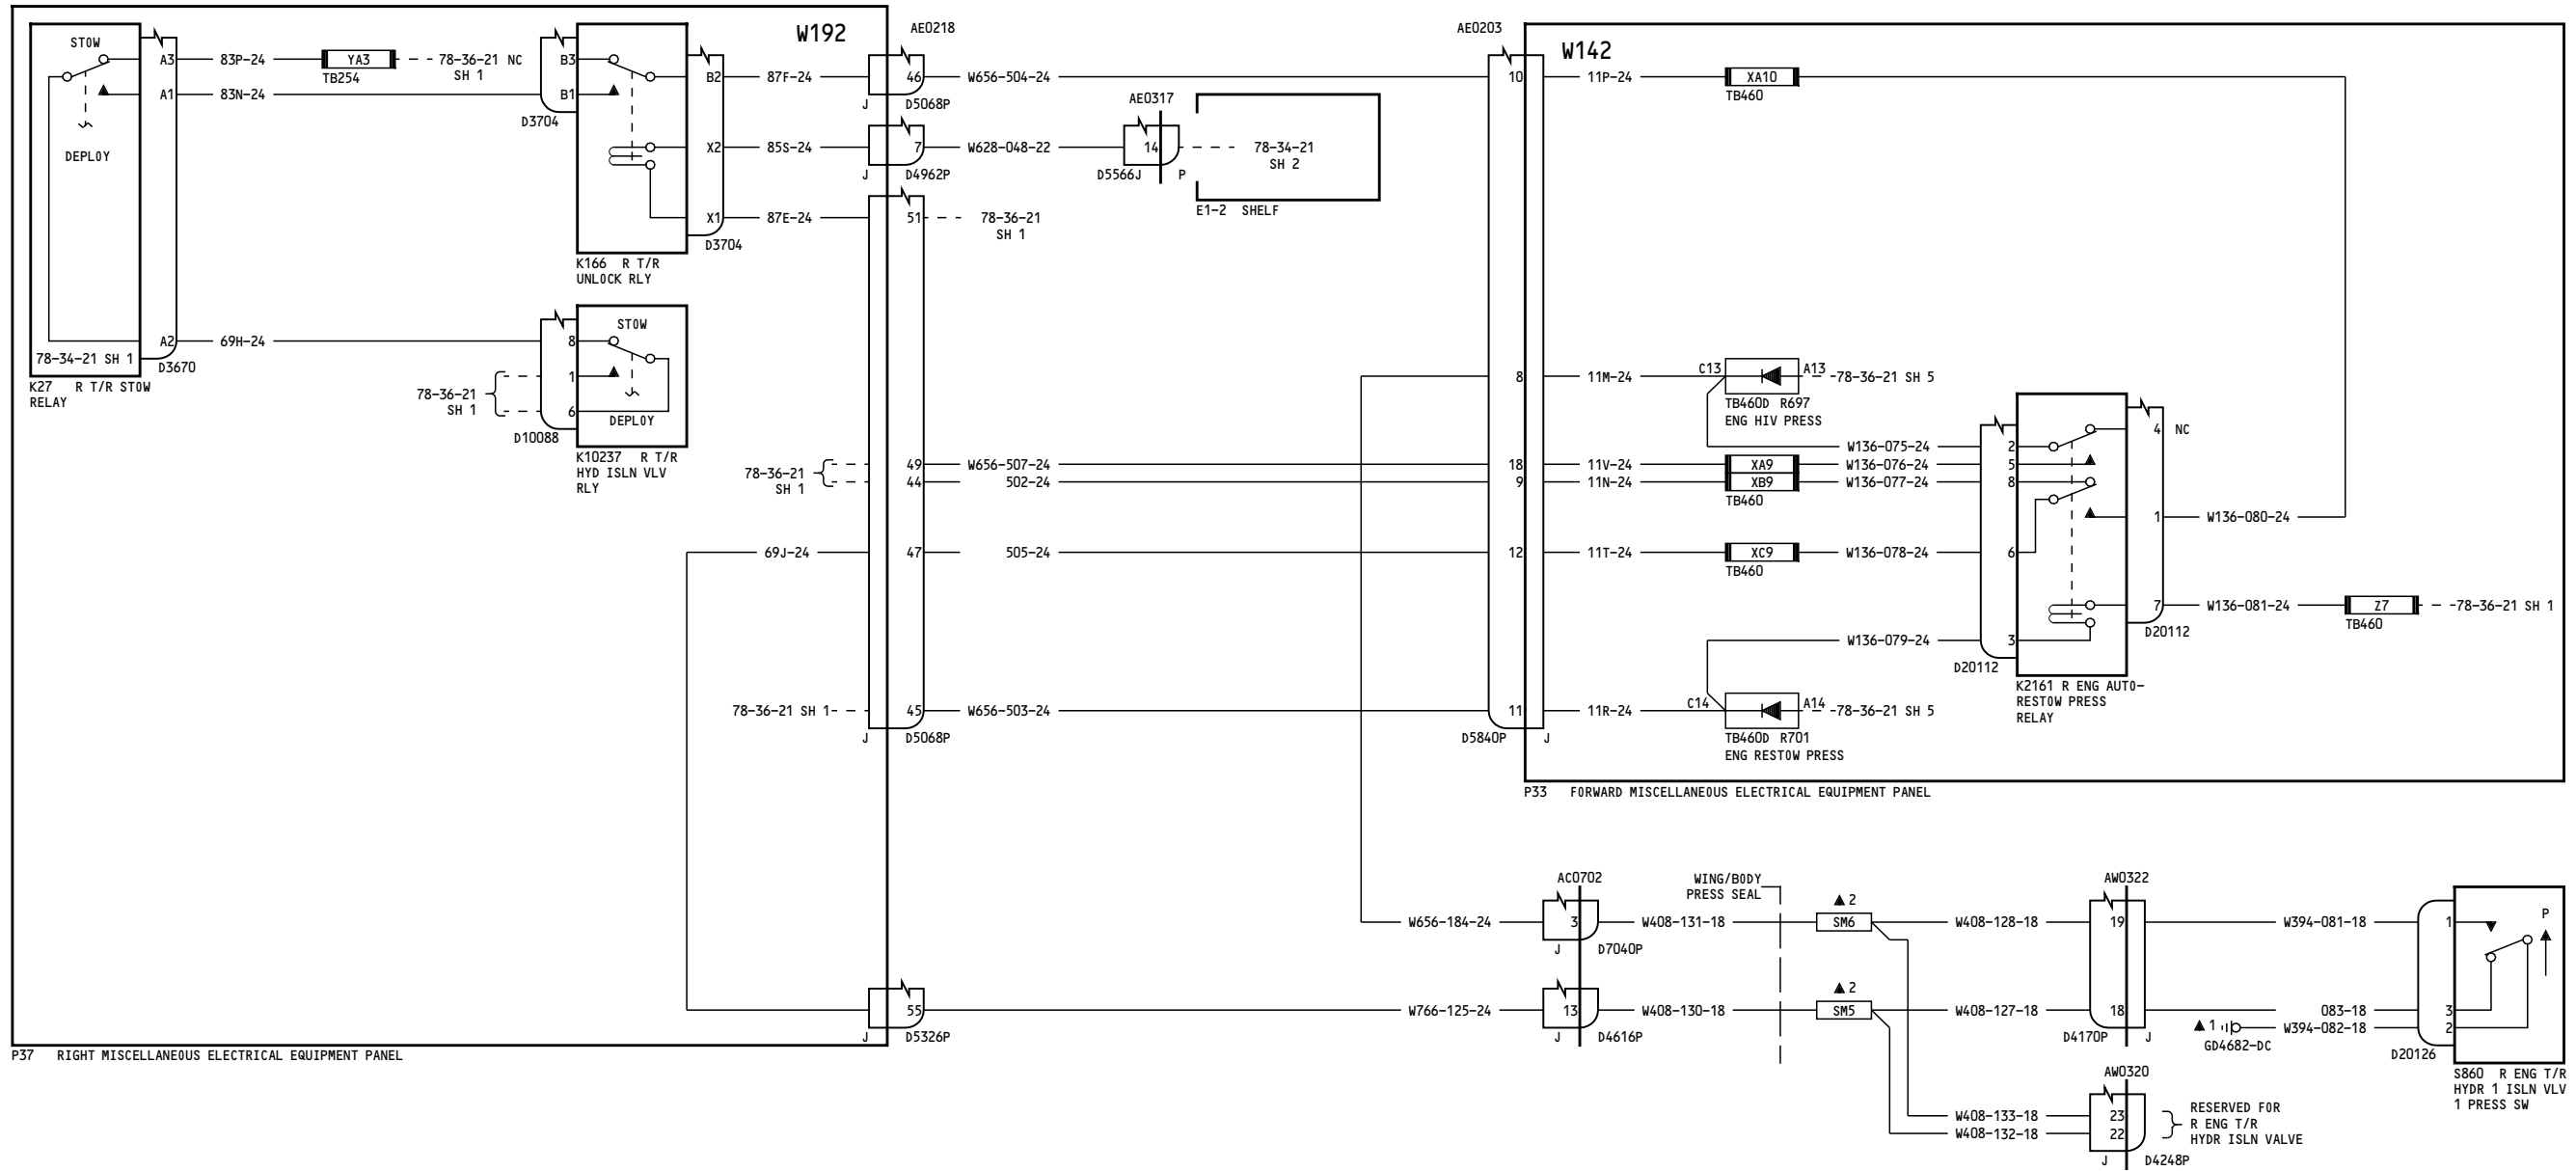 W192
STOW
DEPLOY
78-34-21 SH 1
K27 R T/R STOW
RELAY
A3
A1
A2
D3670
83P-24
YA3
TB254
78-36-21 NC
SH 1
83N-24
69H-24
B3
B1
D3704
B2
X2
X1
D3704
K166 R T/R
UNLOCK RLY
87F-24
85S-24
87E-24
STOW
8
1
6
DEPLOY
D10088
78-36-21
SH 1
K10237 R T/R
HYD ISLN VLV
RLY
AE0218
46
J D5068P
W656-504-24
7
J D4962P
W628-048-22
AE0317
14
D5566J P
78-34-21
SH 2
E1-2 SHELF
51
78-36-21
SH 1
78-36-21
SH 1
49
44
W656-507-24
502-24
69J-24
47
505-24
78-36-21 SH 1
45
W656-503-24
J D5068P
55
J D5326P
P37 RIGHT MISCELLANEOUS ELECTRICAL EQUIPMENT PANEL
AE0203
W142
10
11P-24
XA10
TB460
8
11M-24
C13
A13
78-36-21 SH 5
TB460D R697
ENG HIV PRESS
W136-075-24
18
11V-24
XA9
W136-076-24
9
11N-24
XB9
W136-077-24
TB460
12
11T-24
XC9
W136-078-24
TB460
W136-079-24
11
11R-24
C14
A14
78-36-21 SH 5
TB460D R701
ENG RESTOW PRESS
D5840P J
2
5
8
6
3
D20112
4 NC
1
W136-080-24
7
W136-081-24
D20112
Z7
TB460
78-36-21 SH 1
K2161 R ENG AUTO-
RESTOW PRESS
RELAY
P33 FORWARD MISCELLANEOUS ELECTRICAL EQUIPMENT PANEL
AC0702
WING/BODY
PRESS SEAL
AW0322
W656-184-24
3
W408-131-18
2
SM6
W408-128-18
19
W394-081-18
1
P
J D7040P
W766-125-24
13
W408-130-18
2
SM5
W408-127-18
18
083-18
3
1
W394-082-18
2
J D4616P
D4170P J
GD4682-DC
D20126
S860 R ENG T/R
HYDR 1 ISLN VLV
1 PRESS SW
AW0320
W408-133-18
23
W408-132-18
22
J D4248P
RESERVED FOR
R ENG T/R
HYDR ISLN VALVE